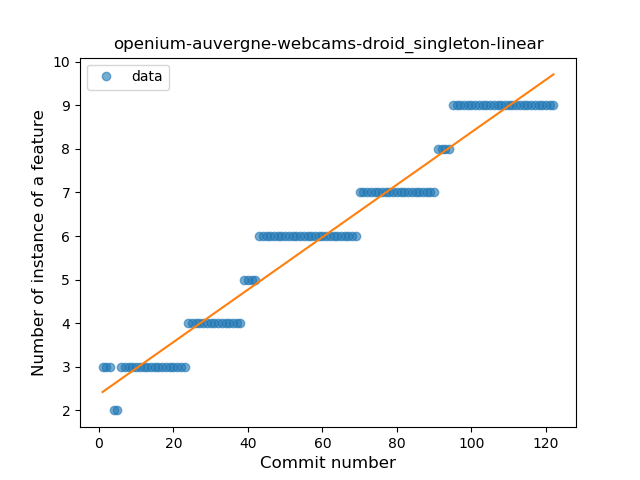 openium-auvergne-webcams-droid_singleton-linear
data
Number of instance of a feature
10
9
8
7
6
5
4
3
2
0 20 40 60 80 100 120
Commit number